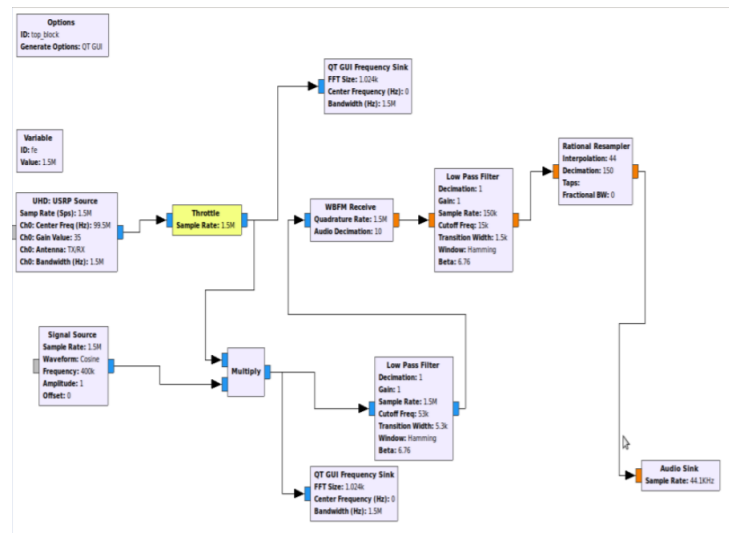 Options
ID: top_block
Generate Options: QT GUI
Variable
ID: fe
Value: 1.5M
QT GUI Frequency Sink
FFT Size: 1.024k
Center Frequency (Hz): 0
Bandwidth (Hz): 1.5M
UHD: USRP Source
Samp Rate (Sps): 1.5M
Ch0: Center Freq (Hz): 99.5M
Ch0: Gain Value: 35
Ch0: Antenna: TX/RX
Ch0: Bandwidth (Hz): 1.5M
Throttle
Sample Rate: 1.5M
WBFM Receive
Quadrature Rate: 1.5M
Audio Decimation: 10
Low Pass Filter
Decimation: 1
Gain: 1
Sample Rate: 150k
Cutoff Freq: 15k
Transition Width: 1.5k
Window: Hamming
Beta: 6.76
Rational Resampler
Interpolation: 44
Decimation: 150
Taps:
Fractional BW: 0
Signal Source
Sample Rate: 1.5M
Waveform: Cosine
Frequency: 400k
Amplitude: 1
Offset: 0
Multiply
Low Pass Filter
Decimation: 1
Gain: 1
Sample Rate: 1.5M
Cutoff Freq: 53k
Transition Width: 5.3k
Window: Hamming
Beta: 6.76
QT GUI Frequency Sink
FFT Size: 1.024k
Center Frequency (Hz): 0
Bandwidth (Hz): 1.5M
Audio Sink
Sample Rate: 44.1KHz